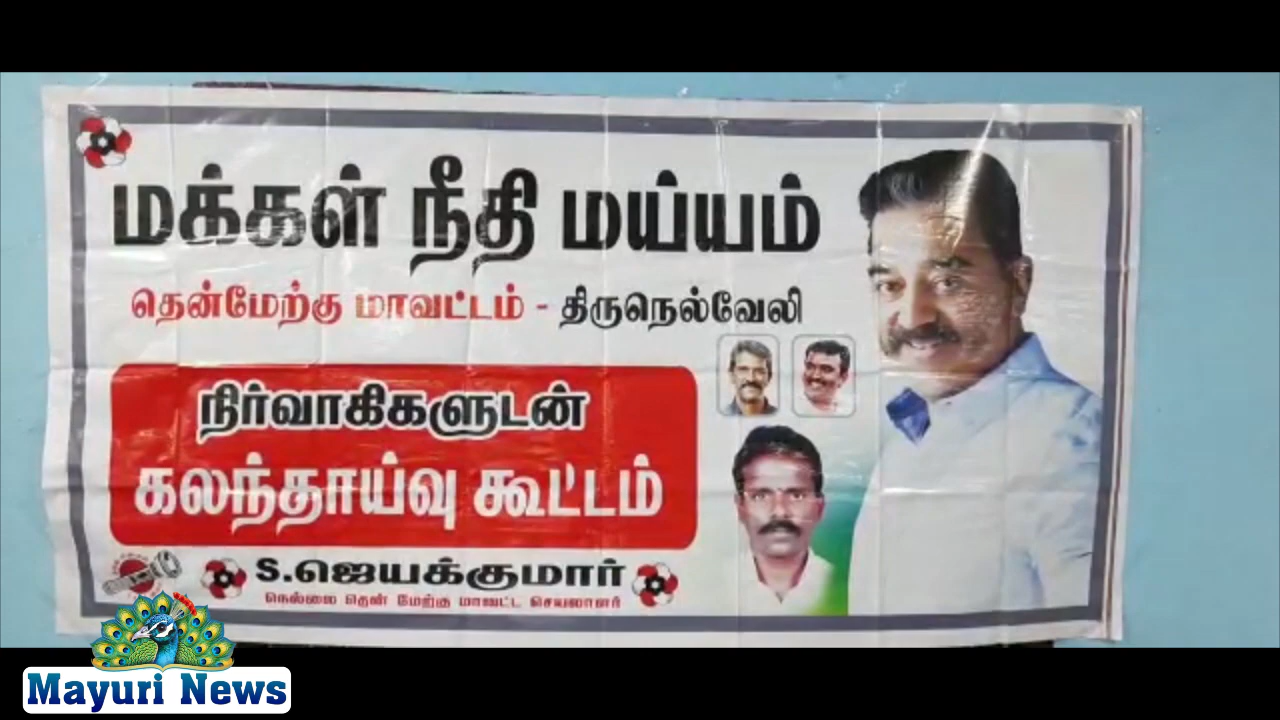 மக்கள் நீதி மய்யம்
தென்மேற்கு மாவட்டம் - திருநெல்வேலி
நிர்வாகிகளுடன்
கலந்தாய்வு கூட்டம்
S.ஜெயக்குமார்
நெல்லை தென் மேற்கு மாவட்ட செயலாளர்
Mayuri News